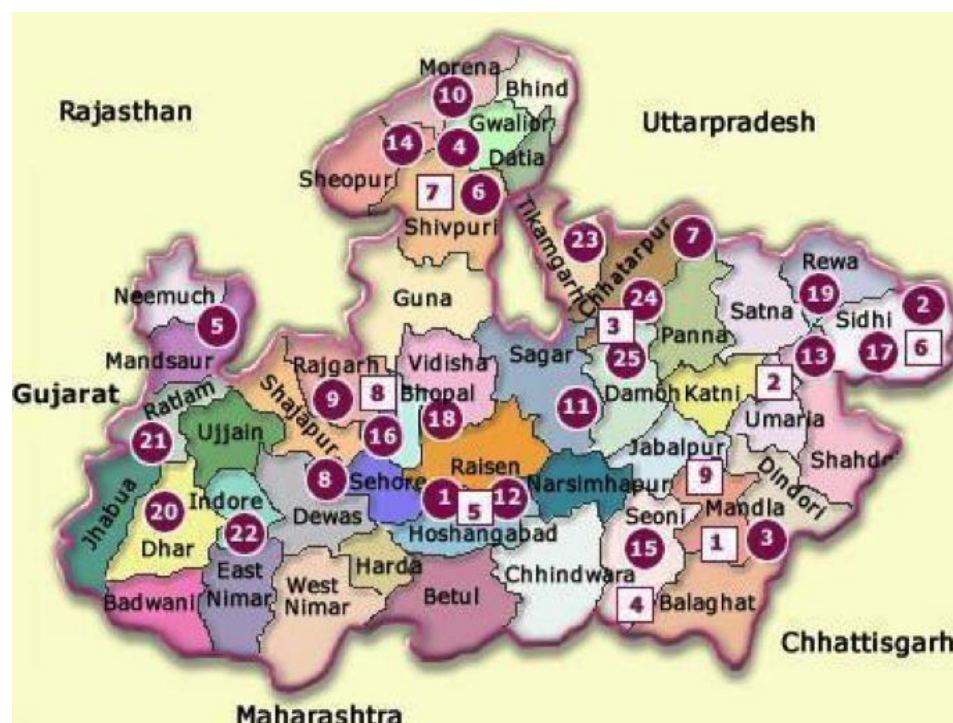 Morena
10
Bhind
Rajasthan
Gwalior
Uttarpradesh
14
4
Datia
Sheopur
7
6
Shivpuri
Tikamgarh
23
Chhatarpur
7
Rewa
Neemuch
Guna
24
Satna
19
2
Sidhi
5
3
Panna
Mandsaur
Rajgarh
Vidisha
Sagar
25
13
17
6
Gujarat
Ratlam
Shajapur
9
8
Bhopal
Damoh
Katni
2
21
Ujjain
16
18
11
Umaria
Jabalpur
Shahdo
8
Sehore
Raisen
Narsimhapur
9
Dindori
Jhabua
20
Indore
Dewas
1
12
5
Seoni
Mandla
Dhar
22
Hoshangabad
15
1
3
East
Nimar
West
Nimar
Harda
Betul
Chhindwara
4
Balaghat
Badwani
Chhattisgarh
Maharashtra